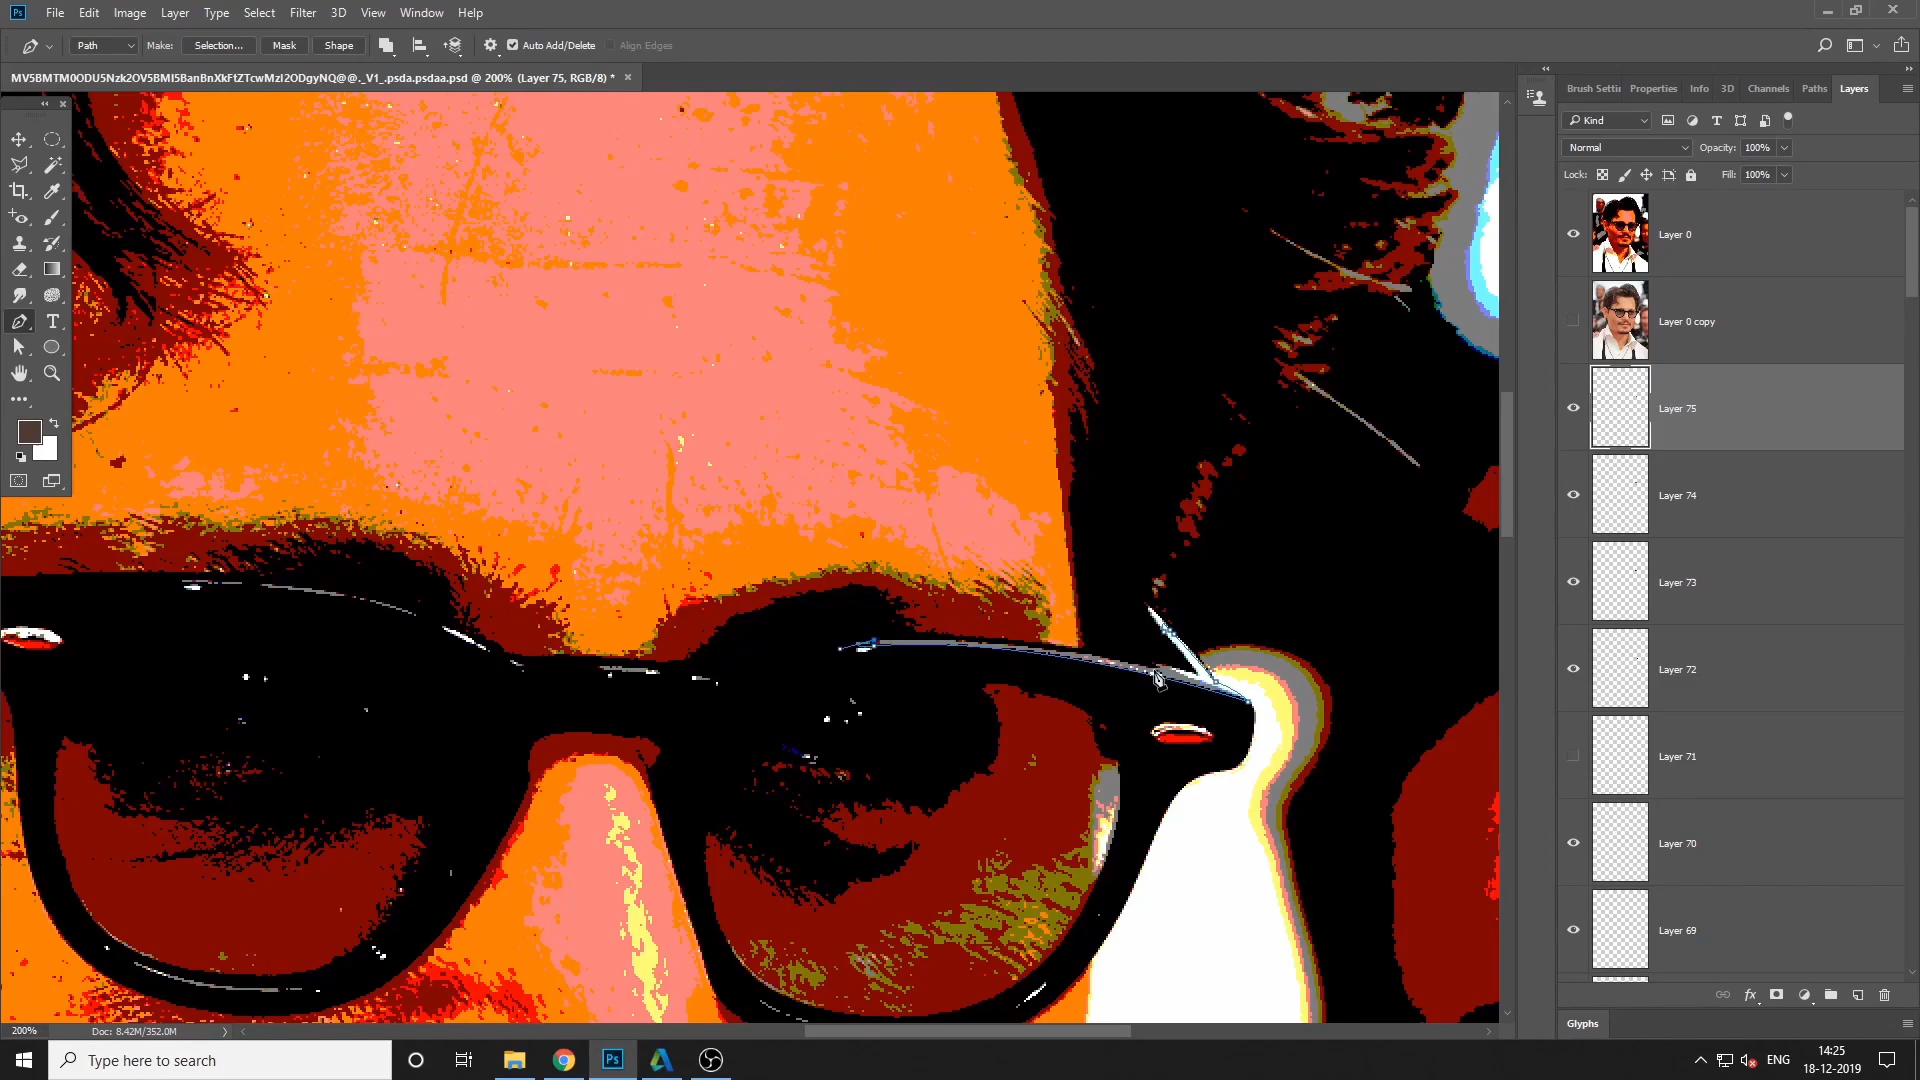 Ps File Edit Image Layer Type Select Filter 3D View Window Help
Path Make: Selection... Mask Shape Auto Add/Delete Align Edges
MV5BMTM0ODU5Nzk2OV5BMl5BanBnXkFtZTcwMzI2ODgyNQ@@._V1_.psda.psdaa.psd @ 200% (Layer 75, RGB/8) *
Brush Settin Properties Info 3D Channels Paths Layers
Kind
Normal Opacity: 100%
Lock: Fill: 100%
Layer 0
Layer 0 copy
Layer 75
Layer 74
Layer 73
Layer 72
Layer 71
Layer 70
Layer 69
fx
Glyphs
200% Doc: 8.42M/352.0M
Type here to search
Ps
ENG
14:25
18-12-2019